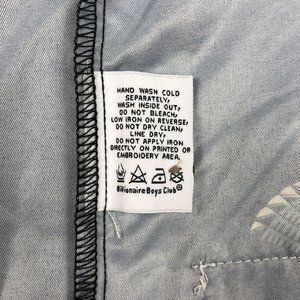 HAND WASH COLD
SEPARATELY,
WASH INSIDE OUT,
DO NOT BLEACH,
LOW IRON ON REVERSE,
DO NOT DRY CLEAN,
LINE DRY,
DO NOT APPLY IRON
DIRECTLY ON PRINTED OR
EMBROIDERY AREA.
Billionaire Boys Club®